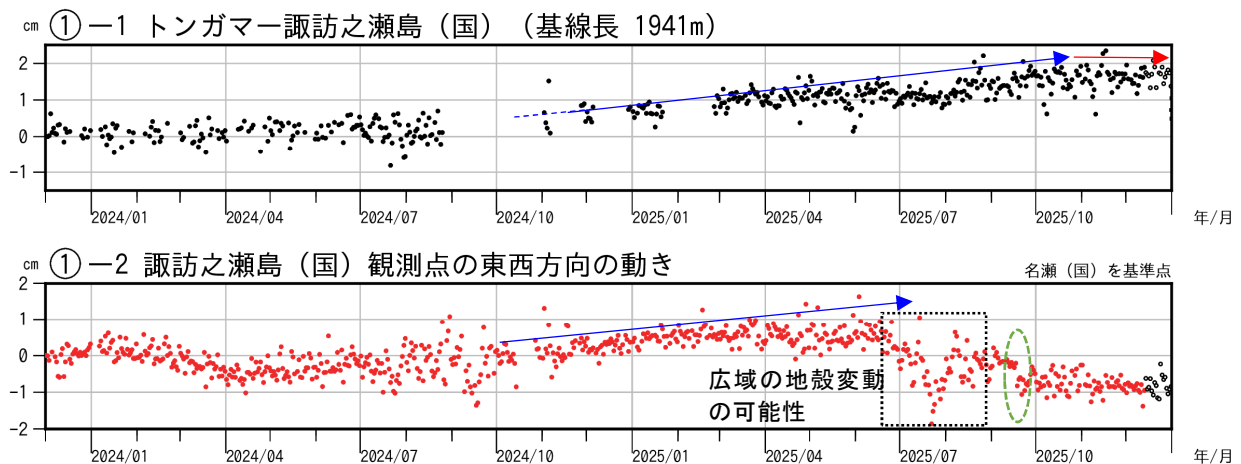 cm ①ー1 トンガマー諏訪之瀬島（国）（基線長 1941m）
2
1
0
-1
2024/01 2024/04 2024/07 2024/10 2025/01 2025/04 2025/07 2025/10 年/月
cm ①ー2 諏訪之瀬島（国）観測点の東西方向の動き
名瀬（国）を基準点
2
1
0
-1
-2
広域の地殻変動
の可能性
2024/01 2024/04 2024/07 2024/10 2025/01 2025/04 2025/07 2025/10 年/月